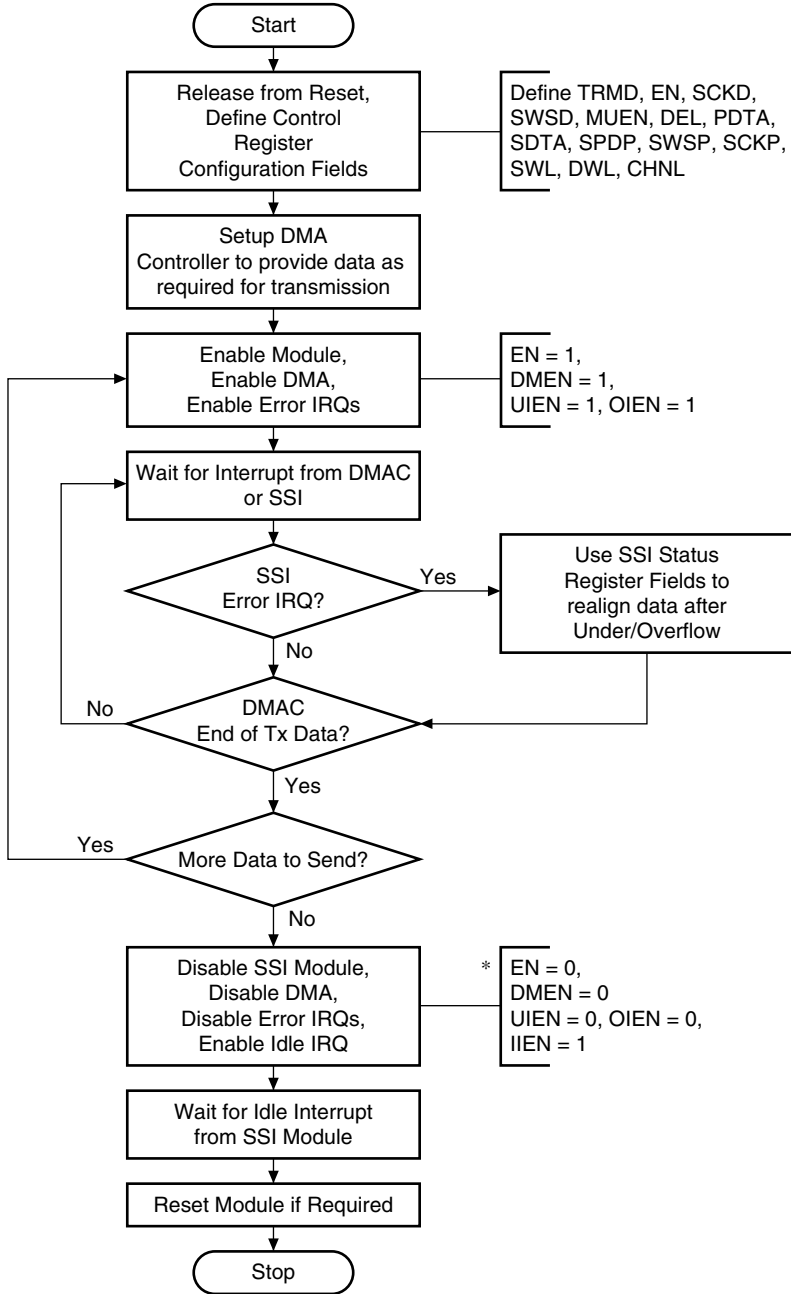 Start
Release from Reset,
Define Control
Register
Configuration Fields
Define TRMD, EN, SCKD,
SWSD, MUEN, DEL, PDTA,
SDTA, SPDP, SWSP, SCKP,
SWL, DWL, CHNL
Setup DMA
Controller to provide data as
required for transmission
Enable Module,
Enable DMA,
Enable Error IRQs
EN = 1,
DMEN = 1,
UIEN = 1, OIEN = 1
Wait for Interrupt from DMAC
or SSI
SSI
Error IRQ?
Yes
Use SSI Status
Register Fields to
realign data after
Under/Overflow
No
DMAC
End of Tx Data?
No
Yes
More Data to Send?
Yes
No
Disable SSI Module,
Disable DMA,
Disable Error IRQs,
Enable Idle IRQ
* EN = 0,
DMEN = 0
UIEN = 0, OIEN = 0,
IIEN = 1
Wait for Idle Interrupt
from SSI Module
Reset Module if Required
Stop